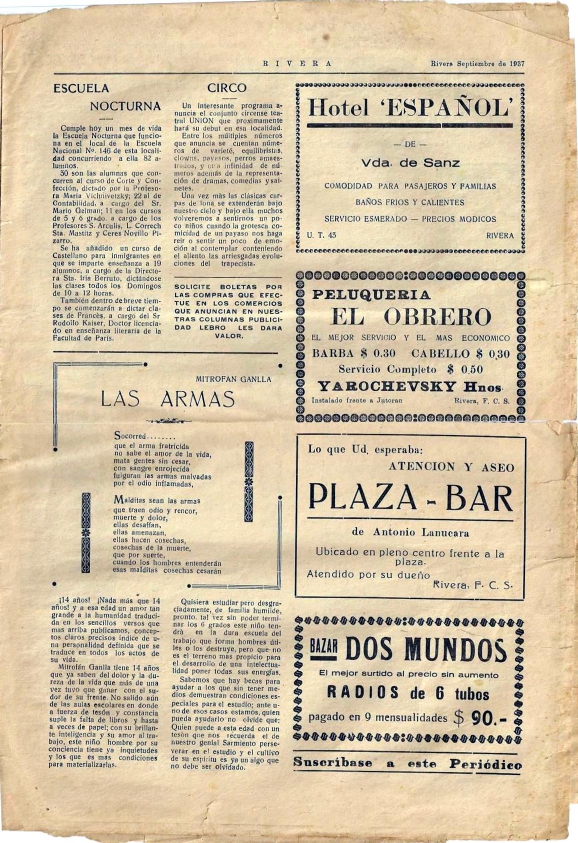 RIVERA
Rivera Septiembre de 1937
ESCUELA
NOCTURNA
Cumple hoy un mes de vida
la Escuela Nocturna que funcio-
na en el local de la Escuela
Nacional Nº. 146 de esta locali-
dad concurriendo a ella 82 a-
lumnos.
30 son las alumnas que con-
curren al curso de Corte y Con-
fección, dictado por la Profeso-
ra Maria Vichnivetzky; 22 al
de Contabilidad, a cargo del Sr.
Mario Gelman; 11 en los cursos
de 5 y 6 grado, a cargo de los
Profesores S. Arculs, L. Correch
Sta. Mastitz y Ceres Novillo Pi-
zarro.
Se ha añadido un curso de
Castellano para inmigrantes en
que se imparte enseñanza a 19
alumnos, a cargo de la Directo-
ra Sta. Iris Berruto, dictándose
las clases todos los Domingos
de 10 a 12 horas.
También dentro de breve tiem-
po se comenzarán a dictar cla-
ses de Francés, a cargo del Sr
Rodolfo Kaiser, Doctor licencia-
do en enseñanza literaria de la
Facultad de Paris.
CIRCO
Un interesante programa a-
nuncia el conjunto circense tea-
tral UNION que proximamente
hará su debut en esa localidad.
Entre los múltiples números
que anuncia se cuentan núme-
ros de varieté, equilibristas,
clowns, payasos, perros amaes-
trados, y una infinidad de nú-
meros además de la representa-
ción de dramas, comedias y sai-
netes.
Una vez más las clásicas car-
pas de lona se extenderán bajo
nuestro cielo y bajo ella muchos
volveremos a sentirnos un po-
co niños cuando la grotesca co-
micidad de un payaso nos haga
reir o sentir un poco de emo-
ción al contemplar conteniendo
el aliento las arriesgadas evolu-
ciones del trapecista.
SOLICITE BOLETAS POR
LAS COMPRAS QUE EFEC-
TUE EN LOS COMERCIOS
QUE ANUNCIAN EN NUES-
TRAS COLUMNAS PUBLICI-
DAD LEBRO LES DARA
VALOR.
MITROFAN GANLLA
LAS ARMAS
Socorred........
que el arma fratricida
no sabe el amor de la vida,
mata gentes sin cesar,
con sangre enrojecida
fulguran las armas malvadas
por el odio inflamadas,
Malditas sean las armas
que traen odio y rencor,
muerte y dolor,
ellas desafían,
ellas amenazan,
ellas hacen cosechas,
cosechas de la muerte,
que por suerte,
cuando los hombres entenderán
esas malditas cosechas cesarán
¡14 años! ¡Nada más que 14
años! y a esa edad un amor tan
grande a la humanidad traduci-
da en los sencillos versos que
mas arriba publicamos, concep-
tos claros precisos indice de u-
na personalidad definida que se
traduce en todos los actos de
su vida.
Mitrofán Ganlla tiene 14 años
que ya saben del dolor y la du-
reza de la vida que más de una
vez tuvo que ganar con el su-
dor de su frente. No salido aún
de las aulas escolares en donde
a fuerza de tesón y constancia
suple la falta de libros y hasta
a veces de papel; con su brillan-
te inteligencia y su amor al tra-
bajo, este niño hombre por su
conciencia tiene ya inquietudes
y los que es más condiciones
para materializarlas.
Quisiera estudiar pero desgra-
ciadamente, de familia humilde,
pronto, tal vez sin poder termi-
nar los 6 grados este niño ten-
drá en la dura escuela del
trabajo que forman hombres dúc-
tiles o los destruye, pero que no
es el terreno mas propicio para
el desarrollo de una intelectua-
lidad poner todas sus energías.
Sabemos que hay becas para
ayudar a los que sin tener me-
dios demuestran condiciones es-
peciales para el estudio; ante u-
no de esos casos estamos, quien
pueda ayudarlo no olvide que:
Quien puede a esta edad con un
tesón que nos recuerda el de
nuestro genial Sarmiento perse-
verar en el estudio y el cultivo
de su espíritu es ya un algo que
no debe ser olvidado.
Hotel 'ESPAÑOL'
— DE —
Vda. de Sanz
COMODIDAD PARA PASAJEROS Y FAMILIAS
BAÑOS FRIOS Y CALIENTES
SERVICIO ESMERADO — PRECIOS MODICOS
U. T. 45
RIVERA
PELUQUERIA
EL OBRERO
EL MEJOR SERVICIO Y EL MAS ECONOMICO
BARBA $ 0.30 CABELLO $ 0,30
Servicio Completo $ 0.50
YAROCHEVSKY Hnos.
Instalado frente a Jutoran
Rivera, F. C. S.
Lo que Ud. esperaba:
ATENCION Y ASEO
PLAZA - BAR
de Antonio Lanucara
Ubicado en pleno centro frente a la
plaza.
Atendido por su dueño
Rivera, F. C. S.
BAZAR DOS MUNDOS
El mejor surtido al precio sin aumento
RADIOS de 6 tubos
pagado en 9 mensualidades $ 90.-
Suscríbase a este Periódico